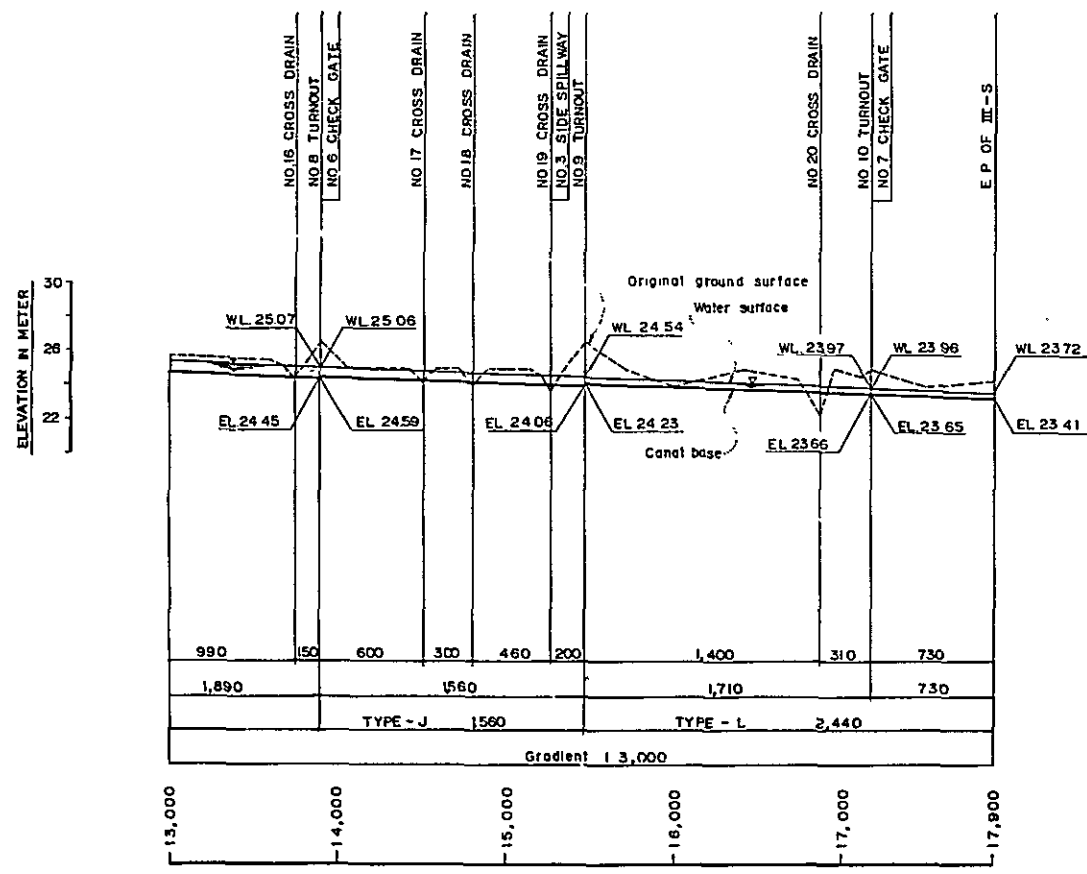 NO.16 CROSS DRAIN
NO 8 TURNOUT
NO 6 CHECK GATE
NO 17 CROSS DRAIN
NO 18 CROSS DRAIN
NO 19 CROSS DRAIN
NO.3 SIDE SPILLWAY
NO.9 TURNOUT
NO 20 CROSS DRAIN
NO 10 TURNOUT
NO 7 CHECK GATE
E P OF III-S
ELEVATION IN METER
30
26
22
Original ground surface
Water surface
WL. 25.07
WL 25 06
WL 24 54
WL. 23.97
WL 23 96
WL 23 72
EL. 24 45
EL 24.59
EL 24 06
EL 24 23
Canal base
EL 23 66
EL. 23 65
EL 23 41
990
150
600
300
460
200
1,400
310
730
1,890
1,560
1,710
730
TYPE - J 1560
TYPE - L 2,440
Gradient 1 3,000
13,000
14,000
15,000
16,000
17,000
17,900